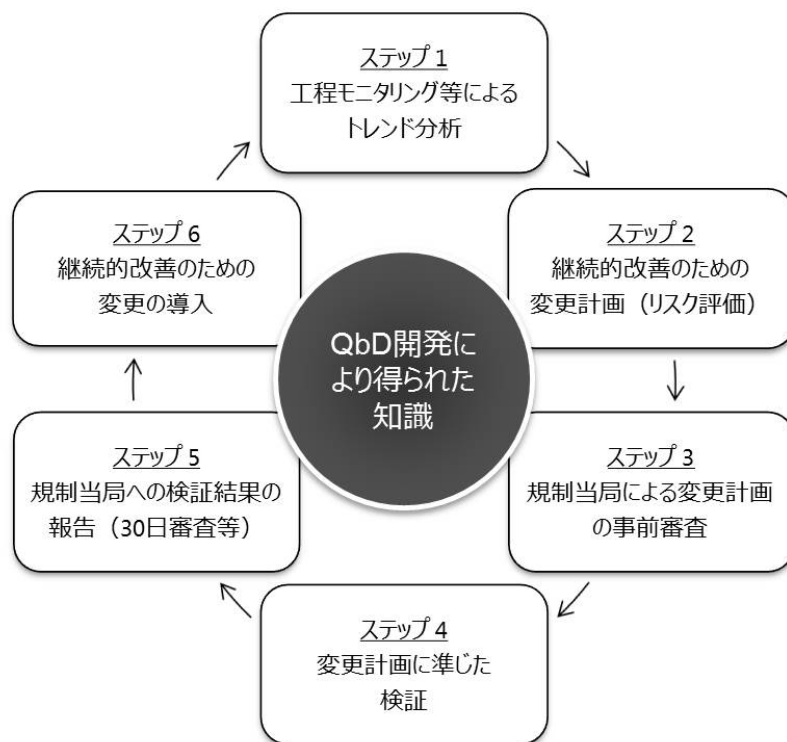 ステップ 1
工程モニタリング等による
トレンド分析
ステップ 2
継続的改善のための
変更計画（リスク評価）
ステップ 3
規制当局による変更計画
の事前審査
ステップ 4
変更計画に準じた
検証
ステップ 5
規制当局への検証結果の
報告（30日審査等）
ステップ 6
継続的改善のための
変更の導入
QbD開発に
より得られた
知識